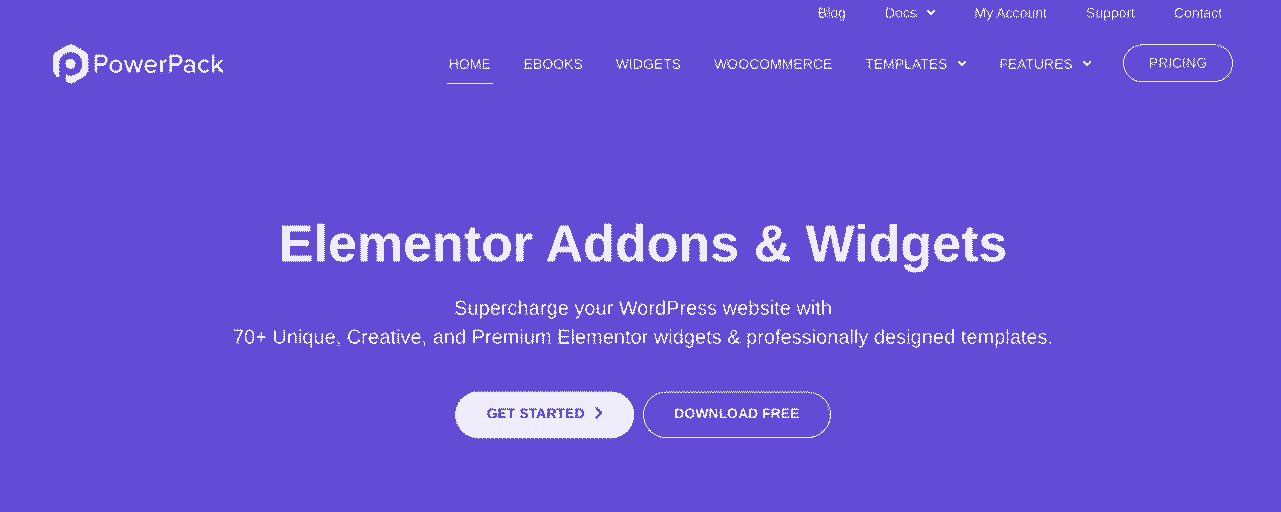 Blog Docs My Account Support Contact
PowerPack HOME EBOOKS WIDGETS WOOCOMMERCE TEMPLATES FEATURES PRICING
Elementor Addons & Widgets
Supercharge your WordPress website with
70+ Unique, Creative, and Premium Elementor widgets & professionally designed templates.
GET STARTED DOWNLOAD FREE